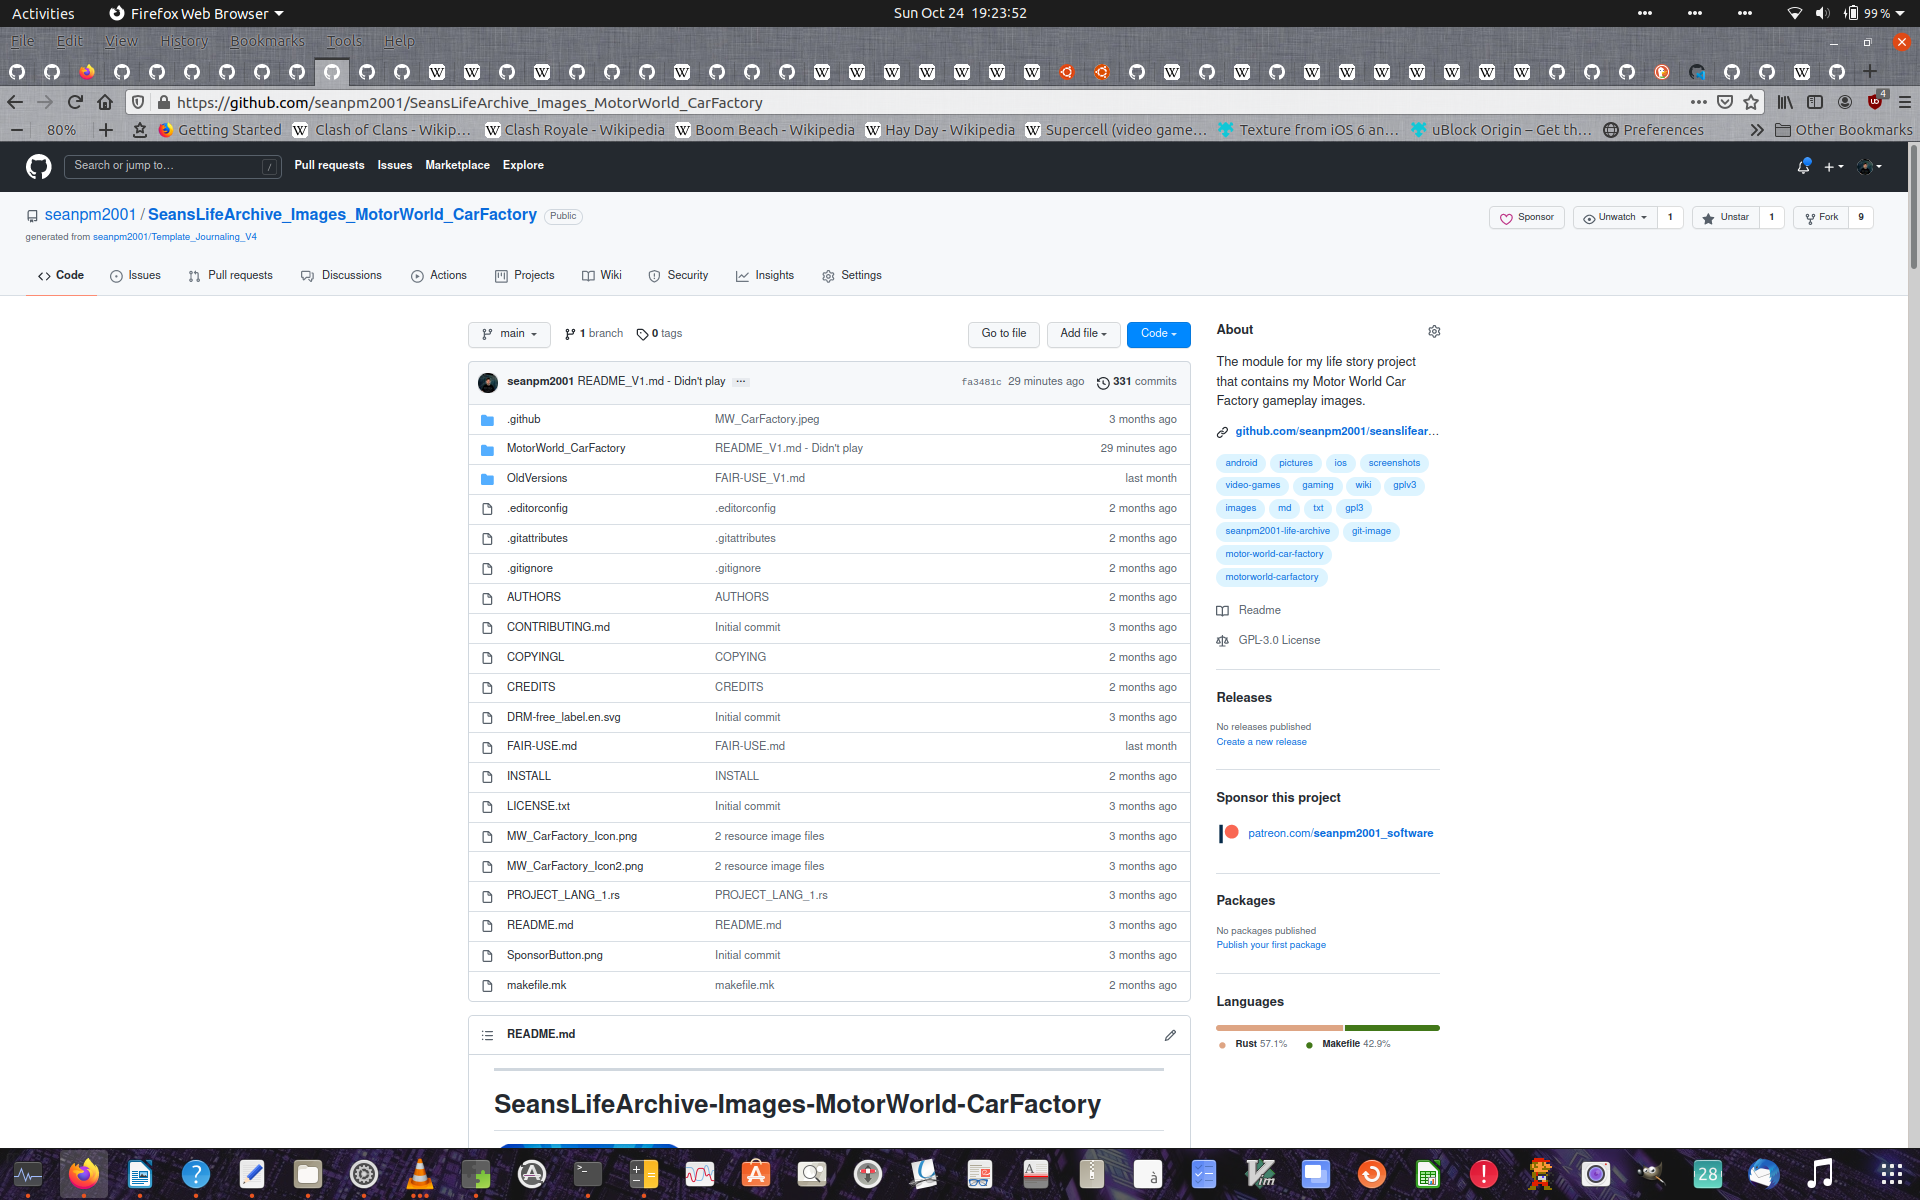 Activities Firefox Web Browser Sun Oct 24 19:23:52 99 %
File Edit View History Bookmarks Tools Help
https://github.com/seanpm2001/SeansLifeArchive_Images_MotorWorld_CarFactory 4
80% Getting Started Clash of Clans - Wikip… Clash Royale - Wikipedia Boom Beach - Wikipedia Hay Day - Wikipedia Supercell (video game… Texture from iOS 6 an… uBlock Origin – Get th… Preferences Other Bookmarks
Search or jump to… / Pull requests Issues Marketplace Explore
seanpm2001 / SeansLifeArchive_Images_MotorWorld_CarFactory Public Sponsor Unwatch 1 Unstar 1 Fork 9
generated from seanpm2001/Template_Journaling_V4
Code Issues Pull requests Discussions Actions Projects Wiki Security Insights Settings
main 1 branch 0 tags Go to file Add file Code
seanpm2001 README_V1.md - Didn't play ... fa3481c 29 minutes ago 331 commits
.github MW_CarFactory.jpeg 3 months ago
MotorWorld_CarFactory README_V1.md - Didn't play 29 minutes ago
OldVersions FAIR-USE_V1.md last month
.editorconfig .editorconfig 2 months ago
.gitattributes .gitattributes 2 months ago
.gitignore .gitignore 2 months ago
AUTHORS AUTHORS 2 months ago
CONTRIBUTING.md Initial commit 3 months ago
COPYINGL COPYING 2 months ago
CREDITS CREDITS 2 months ago
DRM-free_label.en.svg Initial commit 3 months ago
FAIR-USE.md FAIR-USE.md last month
INSTALL INSTALL 2 months ago
LICENSE.txt Initial commit 3 months ago
MW_CarFactory_Icon.png 2 resource image files 3 months ago
MW_CarFactory_Icon2.png 2 resource image files 3 months ago
PROJECT_LANG_1.rs PROJECT_LANG_1.rs 3 months ago
README.md README.md 3 months ago
SponsorButton.png Initial commit 3 months ago
makefile.mk makefile.mk 2 months ago
README.md
SeansLifeArchive-Images-MotorWorld-CarFactory
About
The module for my life story project
that contains my Motor World Car
Factory gameplay images.
github.com/seanpm2001/seanslifear…
android pictures ios screenshots
video-games gaming wiki gplv3
images md txt gpl3
seanpm2001-life-archive git-image
motor-world-car-factory
motorworld-carfactory
Readme
GPL-3.0 License
Releases
No releases published
Create a new release
Sponsor this project
patreon.com/seanpm2001_software
Packages
No packages published
Publish your first package
Languages
Rust 57.1% Makefile 42.9%
28